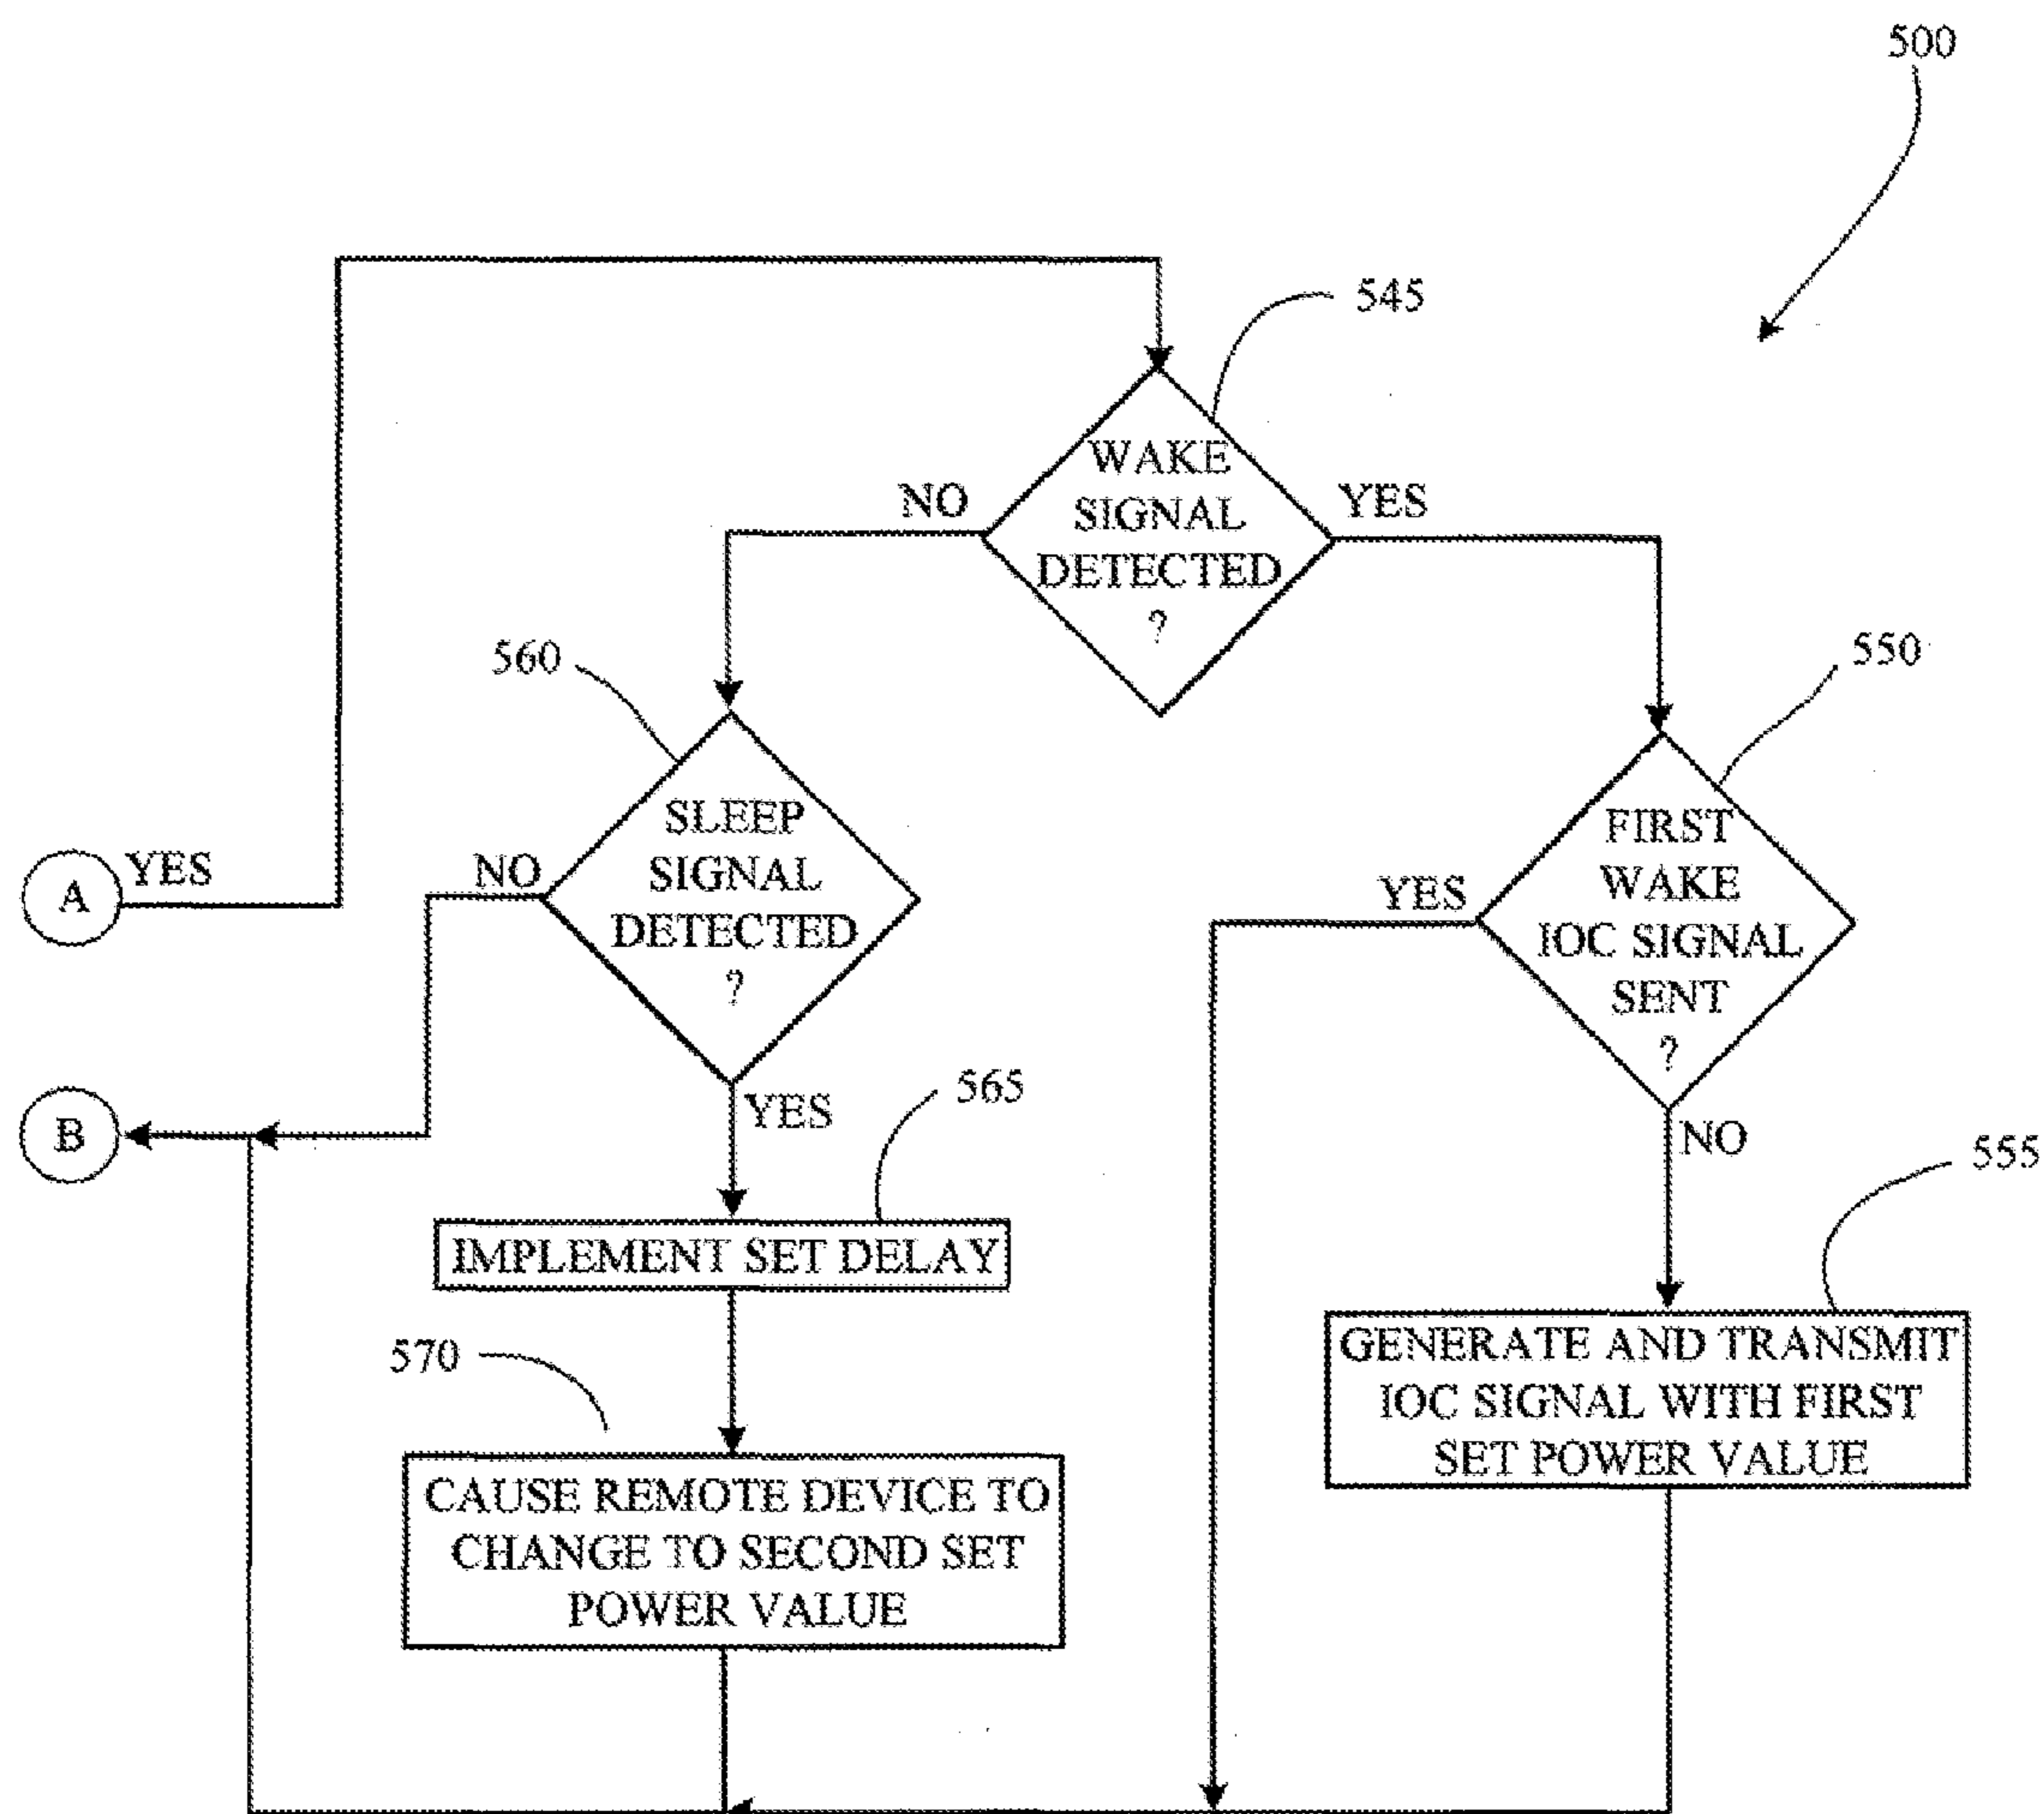 500
545
WAKE
SIGNAL
DETECTED
?
NO
YES
560
550
SLEEP
SIGNAL
DETECTED
?
NO
YES
FIRST
WAKE
IOC SIGNAL
SENT
?
YES
NO
A
YES
B
565
IMPLEMENT SET DELAY
555
GENERATE AND TRANSMIT
IOC SIGNAL WITH FIRST
SET POWER VALUE
570
CAUSE REMOTE DEVICE TO
CHANGE TO SECOND SET
POWER VALUE